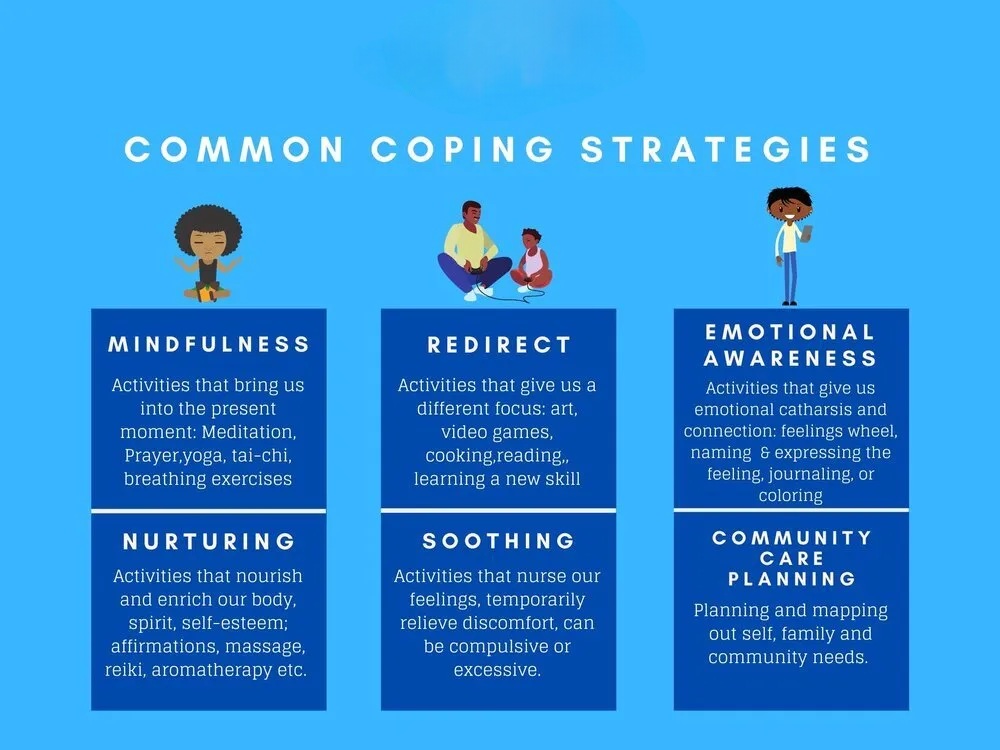 COMMON COPING STRATEGIES
MINDFULNESS
Activities that bring us
into the present
moment: Meditation,
Prayer,yoga, tai-chi,
breathing exercises
REDIRECT
Activities that give us a
different focus: art,
video games,
cooking,reading,,
learning a new skill
EMOTIONAL
AWARENESS
Activities that give us
emotional catharsis and
connection: feelings wheel,
naming & expressing the
feeling, journaling, or
coloring
NURTURING
Activities that nourish
and enrich our body,
spirit, self-esteem;
affirmations, massage,
reiki, aromatherapy etc.
SOOTHING
Activities that nurse our
feelings, temporarily
relieve discomfort, can
be compulsive or
excessive.
COMMUNITY
CARE
PLANNING
Planning and mapping
out self, family and
community needs.